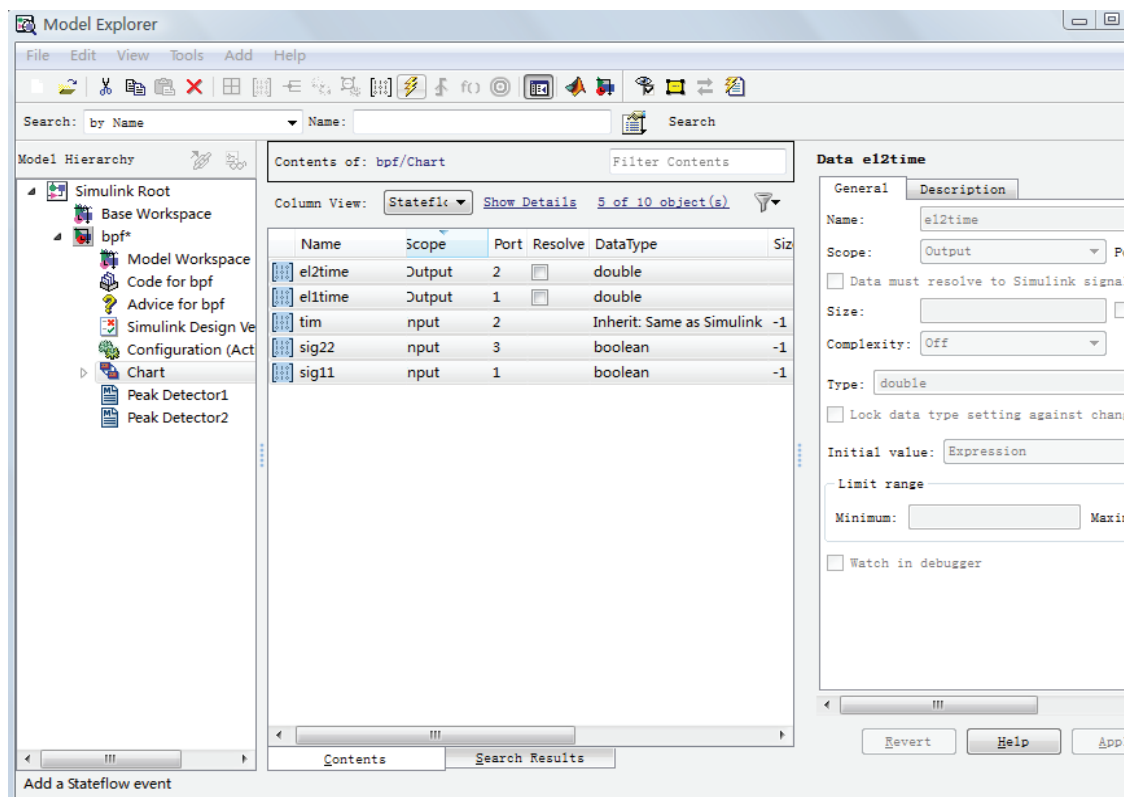 Model Explorer
File Edit View Tools Add Help
Search: by Name Name: Search
Model Hierarchy
Simulink Root
Base Workspace
bpf*
Model Workspace
Code for bpf
Advice for bpf
Simulink Design Ve
Configuration (Act
Chart
Peak Detector1
Peak Detector2
Contents of: bpf/Chart Filter Contents
Column View: Stateflo Show Details 5 of 10 object(s)
Name Scope Port Resolve DataType Siz
el2time Output 2 double
el1time Output 1 double
tim nput 2 Inherit: Same as Simulink -1
sig22 nput 3 boolean -1
sig11 nput 1 boolean -1
Contents Search Results
Data el2time
General Description
Name: el2time
Scope: Output P
Data must resolve to Simulink signal
Size:
Complexity: Off
Type: double
Lock data type setting against chang
Initial value: Expression
Limit range
Minimum: Maxim
Watch in debugger
Revert Help App
Add a Stateflow event